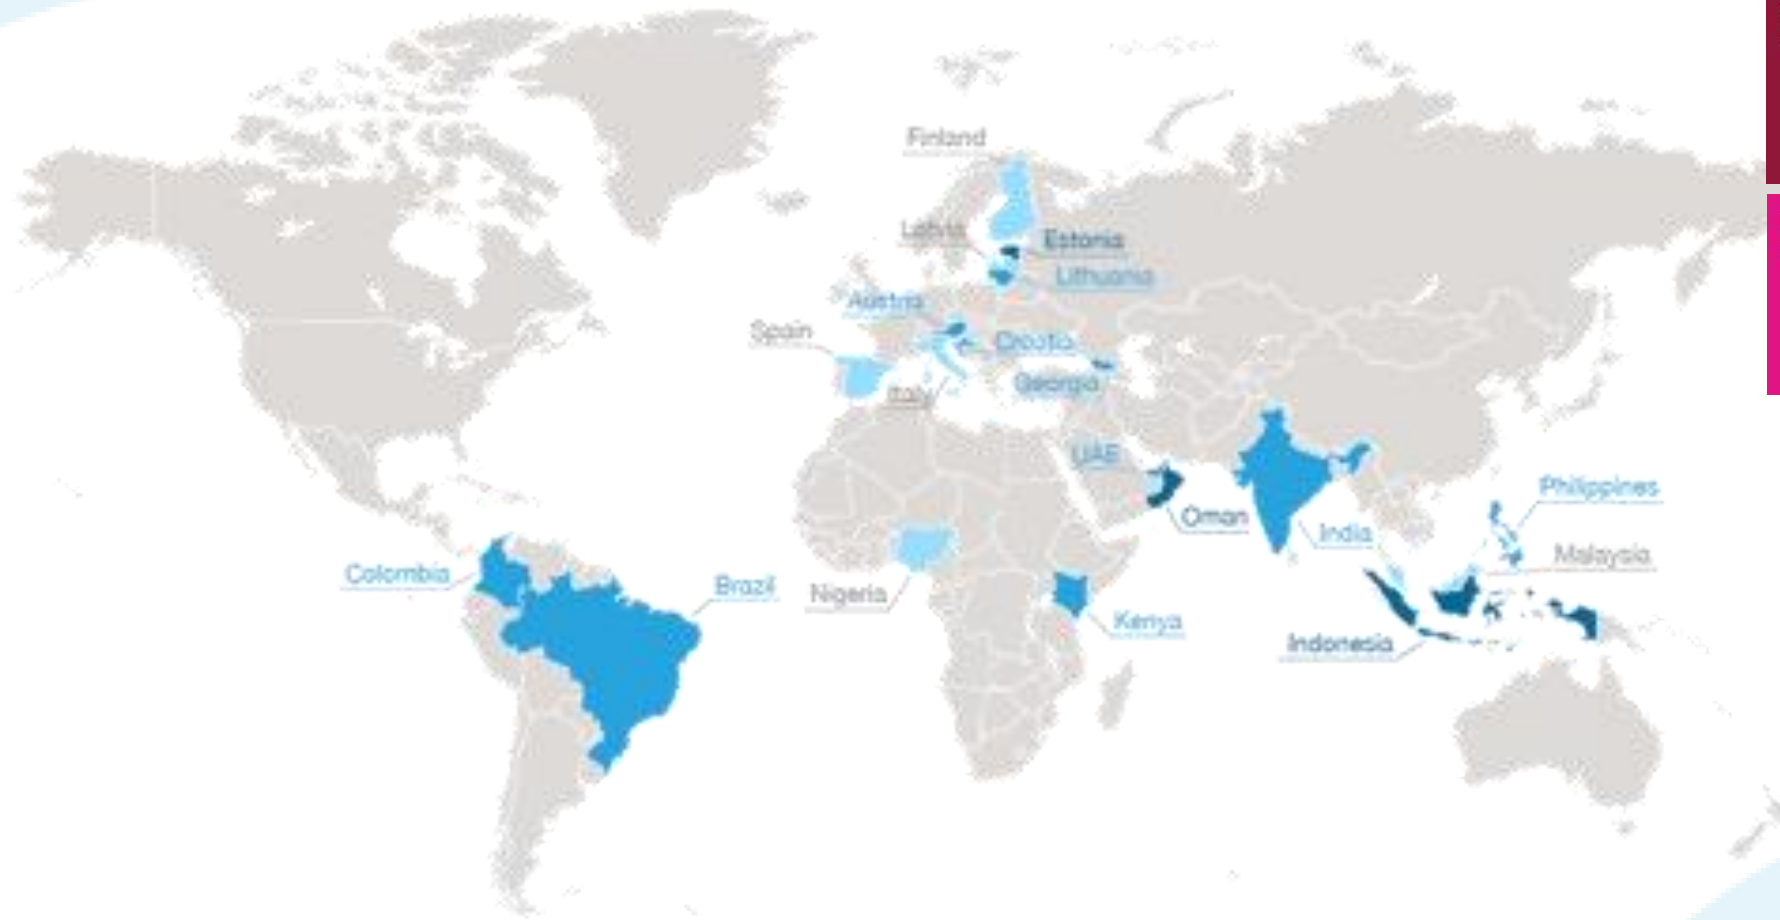 Finland
Latvia
Estonia
Lithuania
Austria
Spain
Croatia
Georgia
Italy
UAE
Oman
India
Philippines
Malaysia
Colombia
Brazil
Nigeria
Kenya
Indonesia